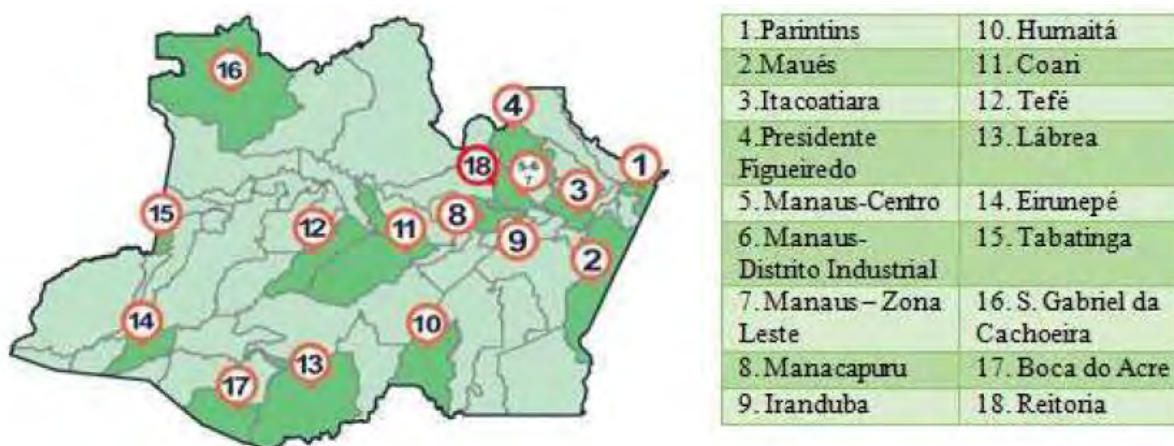 16
4
18
5-6
7
1
3
15
12
11
8
9
2
14
10
13
17
1.Parintins
2.Maués
3.Itacoatiara
4.Presidente
Figueiredo
5. Manaus-Centro
6. Manaus-
Distrito Industrial
7. Manaus – Zona
Leste
8. Manacapuru
9. Iranduba
10. Humaitá
11. Coari
12. Tefé
13. Lábrea
14. Eirunepé
15. Tabatinga
16. S. Gabriel da
Cachoeira
17. Boca do Acre
18. Reitoria